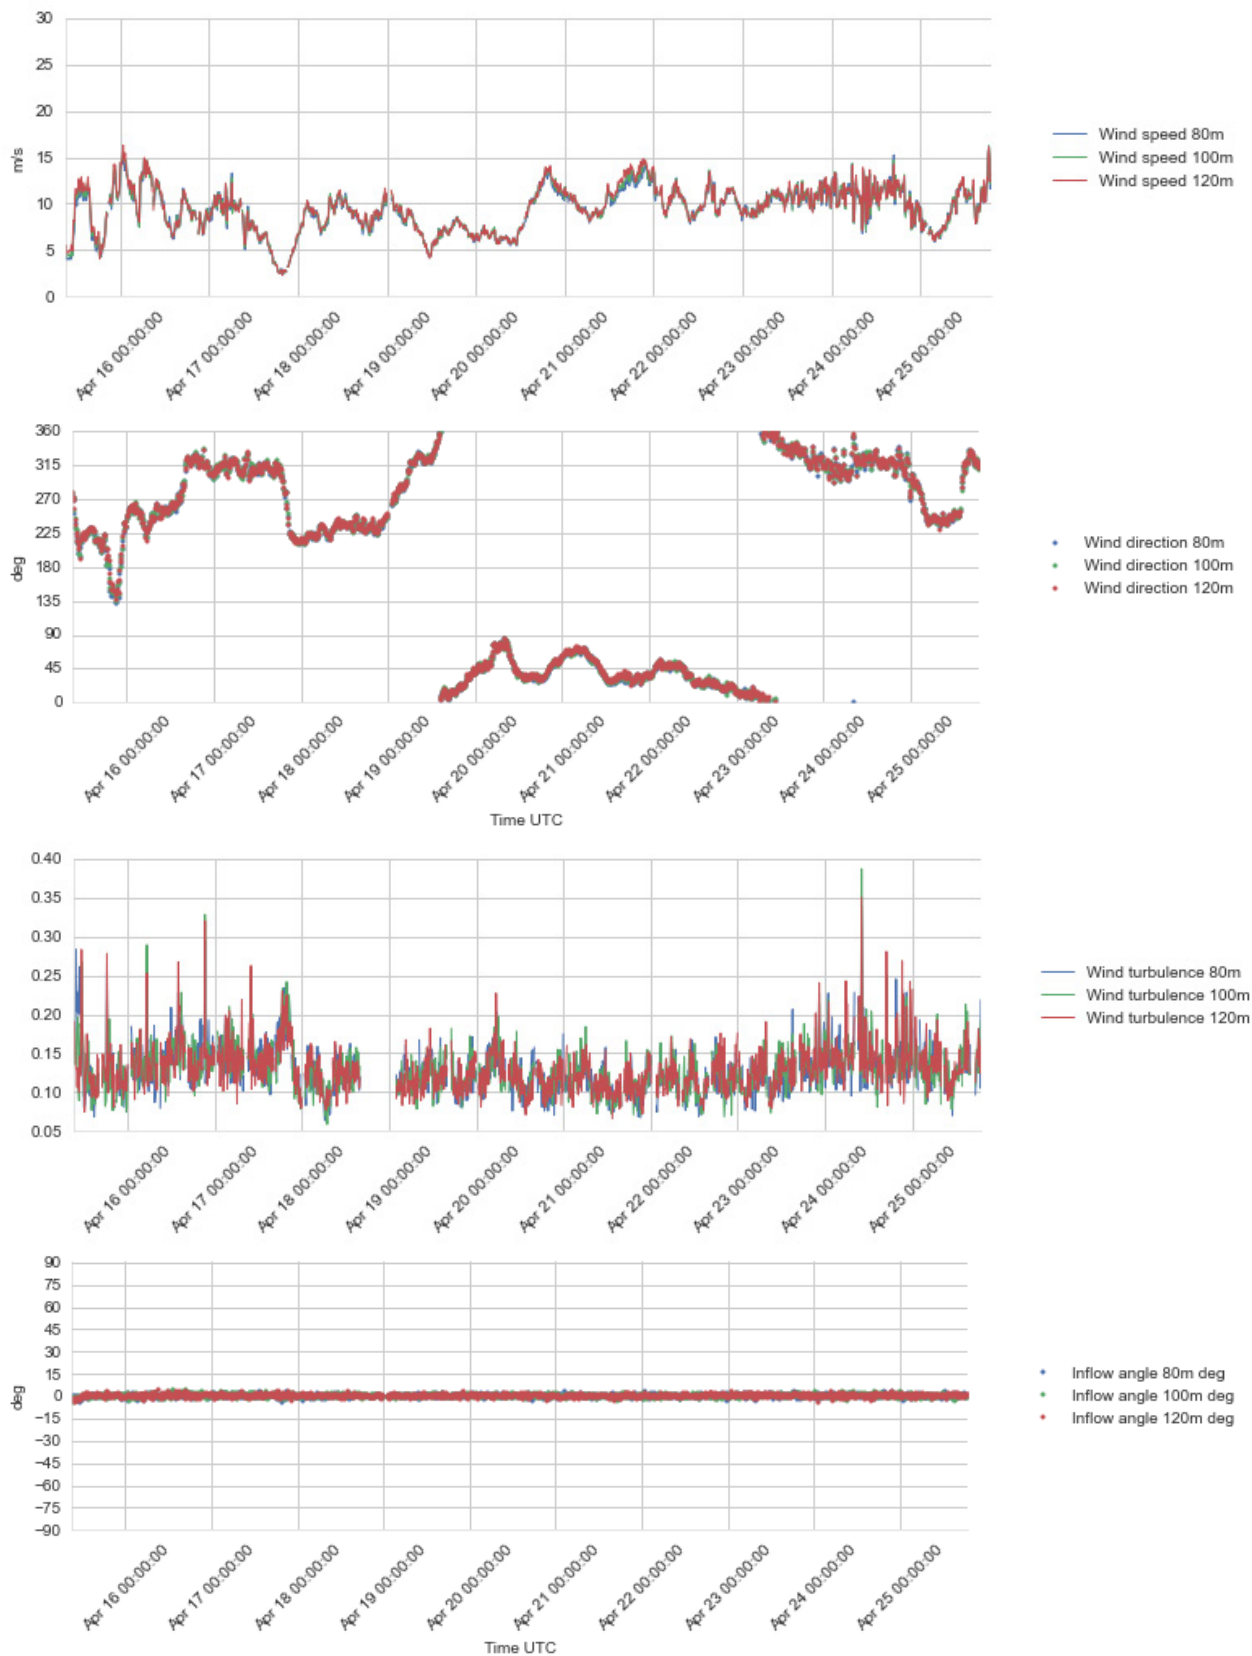 30
25
20
15
10
5
0
m/s
Apr 16 00:00:00
Apr 17 00:00:00
Apr 18 00:00:00
Apr 19 00:00:00
Apr 20 00:00:00
Apr 21 00:00:00
Apr 22 00:00:00
Apr 23 00:00:00
Apr 24 00:00:00
Apr 25 00:00:00
Wind speed 80m
Wind speed 100m
Wind speed 120m
360
315
270
225
180
135
90
45
0
deg
Apr 16 00:00:00
Apr 17 00:00:00
Apr 18 00:00:00
Apr 19 00:00:00
Apr 20 00:00:00
Apr 21 00:00:00
Apr 22 00:00:00
Apr 23 00:00:00
Apr 24 00:00:00
Apr 25 00:00:00
Time UTC
Wind direction 80m
Wind direction 100m
Wind direction 120m
0.40
0.35
0.30
0.25
0.20
0.15
0.10
0.05
Apr 16 00:00:00
Apr 17 00:00:00
Apr 18 00:00:00
Apr 19 00:00:00
Apr 20 00:00:00
Apr 21 00:00:00
Apr 22 00:00:00
Apr 23 00:00:00
Apr 24 00:00:00
Apr 25 00:00:00
Wind turbulence 80m
Wind turbulence 100m
Wind turbulence 120m
90
75
60
45
30
15
0
−15
−30
−45
−60
−75
−90
deg
Apr 16 00:00:00
Apr 17 00:00:00
Apr 18 00:00:00
Apr 19 00:00:00
Apr 20 00:00:00
Apr 21 00:00:00
Apr 22 00:00:00
Apr 23 00:00:00
Apr 24 00:00:00
Apr 25 00:00:00
Time UTC
Inflow angle 80m deg
Inflow angle 100m deg
Inflow angle 120m deg